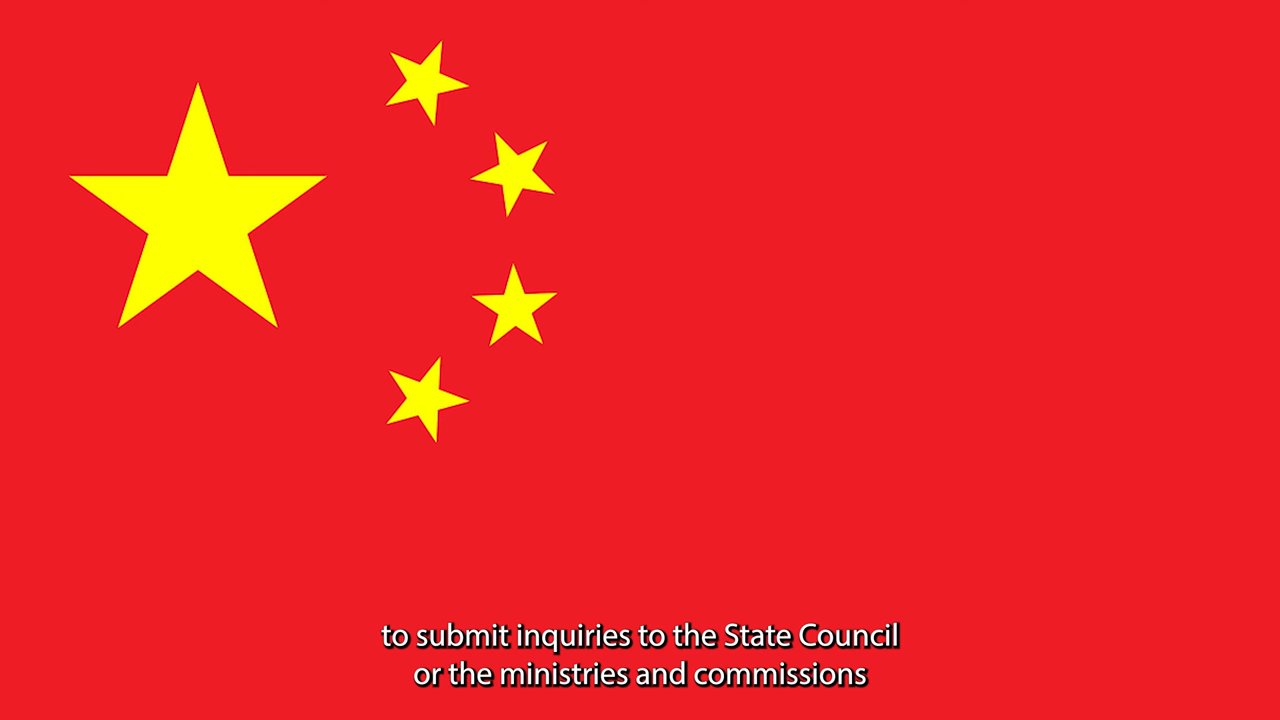 to submit inquiries to the State Council
or the ministries and commissions